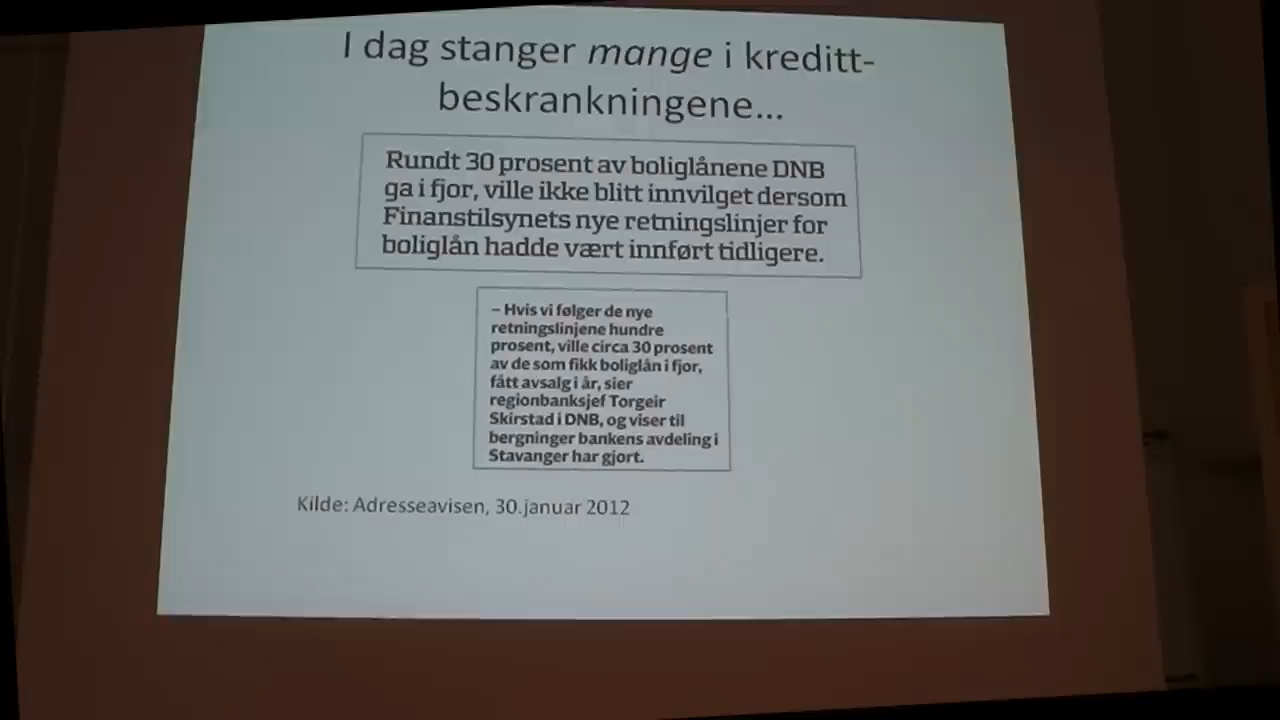 I dag stanger mange i kreditt-
beskrankningene...
Rundt 30 prosent av boliglånene DNB
ga i fjor, ville ikke blitt innvilget dersom
Finanstilsynets nye retningslinjer for
boliglån hadde vært innført tidligere.
– Hvis vi følger de nye
retningslinjene hundre
prosent, ville circa 30 prosent
av de som fikk boliglån i fjor,
fått avsalg i år, sier
regionbanksjef Torgeir
Skirstad i DNB, og viser til
bergninger bankens avdeling i
Stavanger har gjort.
Kilde: Adresseavisen, 30.januar 2012